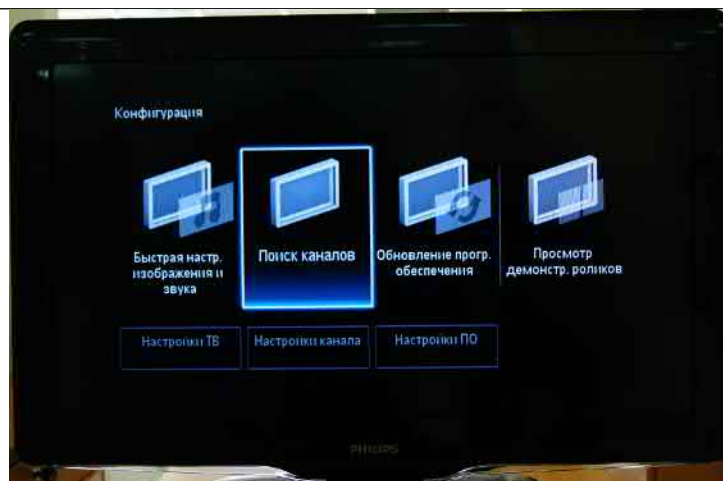 Конфигурация
Быстрая настр.
изображения и
звука
Поиск каналов
Обновление прогр.
обеспечения
Просмотр
демонстр. роликов
Настройки ТВ
Настройки канала
Настройки ПО
PHILIPS